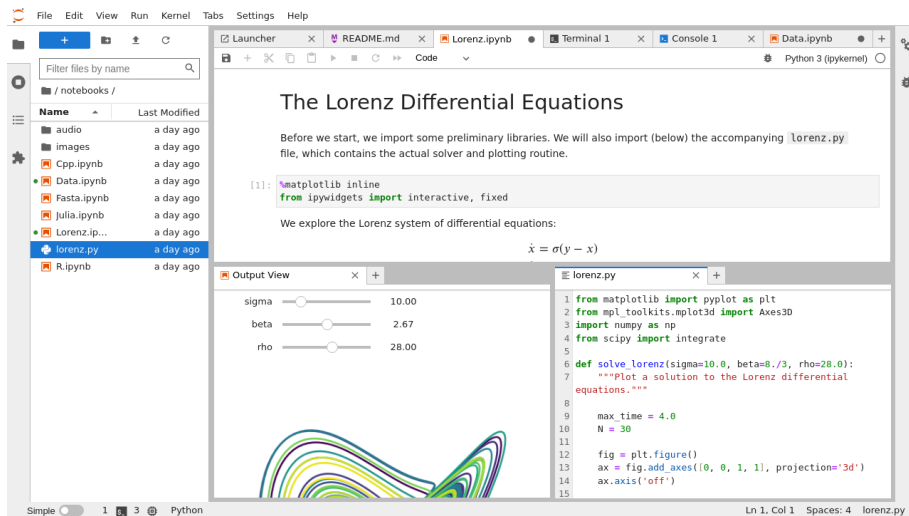 File Edit View Run Kernel Tabs Settings Help
+
Filter files by name
/ notebooks /
Name Last Modified
audio a day ago
images a day ago
Cpp.ipynb a day ago
Data.ipynb a day ago
Fasta.ipynb a day ago
Julia.ipynb a day ago
Lorenz.ip... a day ago
lorenz.py a day ago
R.ipynb a day ago
Launcher README.md Lorenz.ipynb Terminal 1 Console 1 Data.ipynb +
Code Python 3 (ipykernel)
The Lorenz Differential Equations
Before we start, we import some preliminary libraries. We will also import (below) the accompanying lorenz.py
file, which contains the actual solver and plotting routine.
[1]: %matplotlib inline
from ipywidgets import interactive, fixed
We explore the Lorenz system of differential equations:
ẋ = σ(y − x)
Output View +
sigma 10.00
beta 2.67
rho 28.00
lorenz.py +
1 from matplotlib import pyplot as plt
2 from mpl_toolkits.mplot3d import Axes3D
3 import numpy as np
4 from scipy import integrate
5
6 def solve_lorenz(sigma=10.0, beta=8./3, rho=28.0):
7 """Plot a solution to the Lorenz differential
equations."""
8
9 max_time = 4.0
10 N = 30
11
12 fig = plt.figure()
13 ax = fig.add_axes([0, 0, 1, 1], projection='3d')
14 ax.axis('off')
15
Simple 1 3 Python Ln 1, Col 1 Spaces: 4 lorenz.py